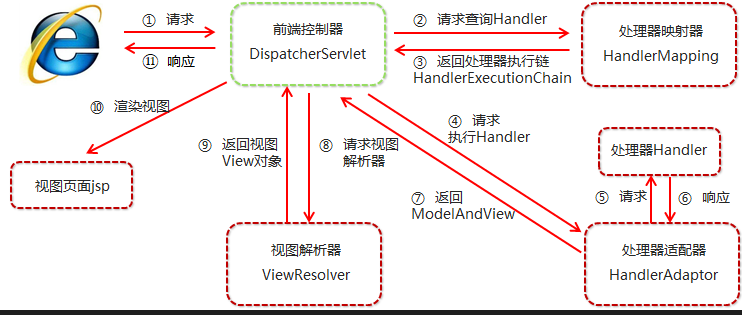 ① 请求
⑪ 响应
前端控制器
DispatcherServlet
② 请求查询Handler
③ 返回处理器执行链
HandlerExecutionChain
处理器映射器
HandlerMapping
⑩ 渲染视图
视图页面jsp
⑨ 返回视图
View对象
⑧ 请求视图
解析器
④ 请求
执行Handler
⑦ 返回
ModelAndView
处理器Handler
⑤ 请求
⑥ 响应
视图解析器
ViewResolver
处理器适配器
HandlerAdaptor